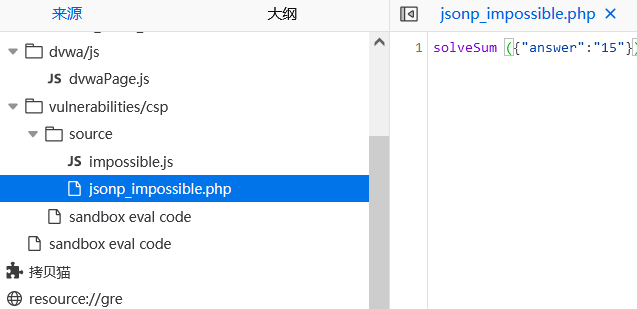 来源 大纲
dvwa/js
JS dvwaPage.js
vulnerabilities/csp
source
JS impossible.js
jsonp_impossible.php
sandbox eval code
sandbox eval code
拷贝猫
resource://gre
jsonp_impossible.php
1 solveSum ({"answer":"15"})